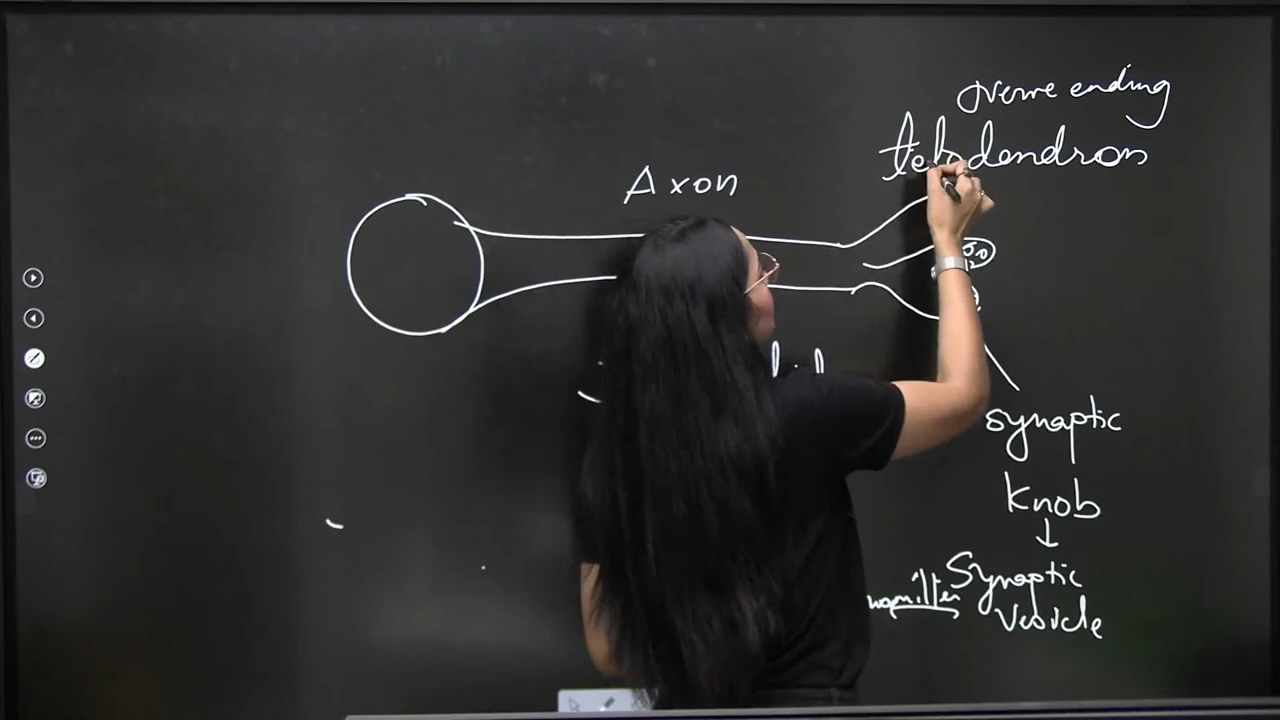 nerve ending
telodendron
Axon
synaptic
Knob
↓
Synaptic
Vesicle